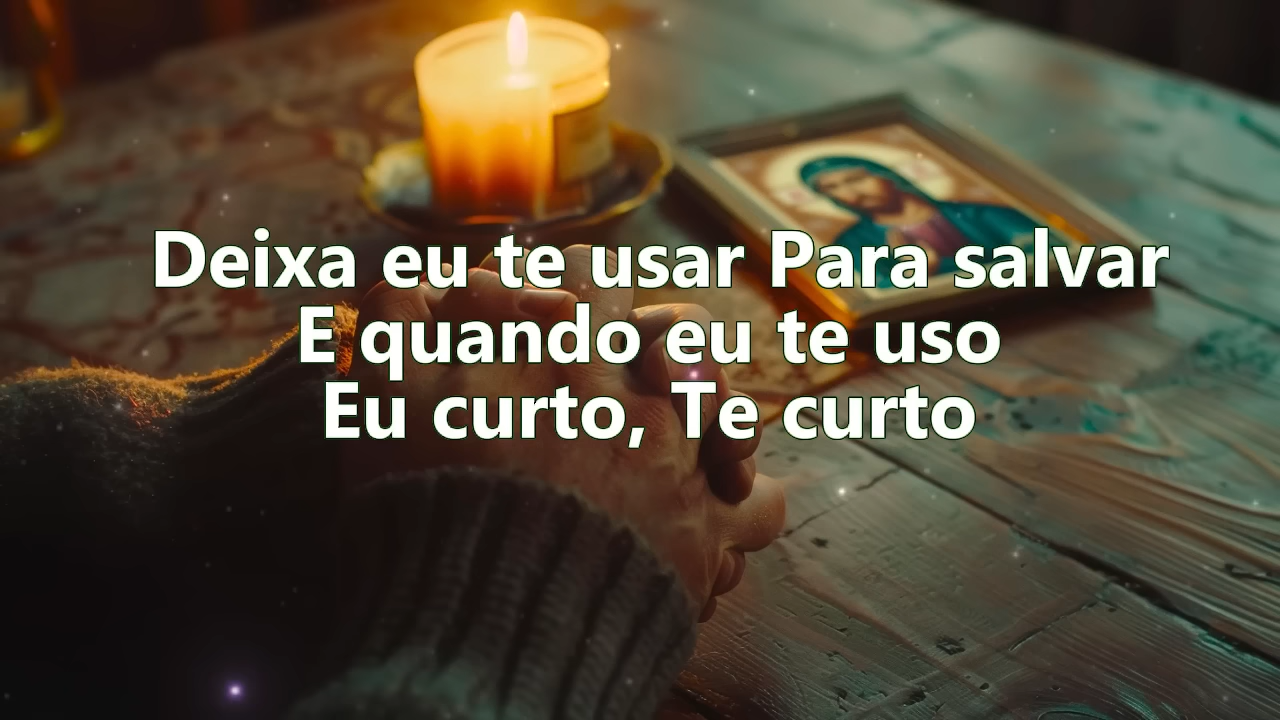 Deixa eu te usar Para salvar
E quando eu te uso
Eu curto, Te curto